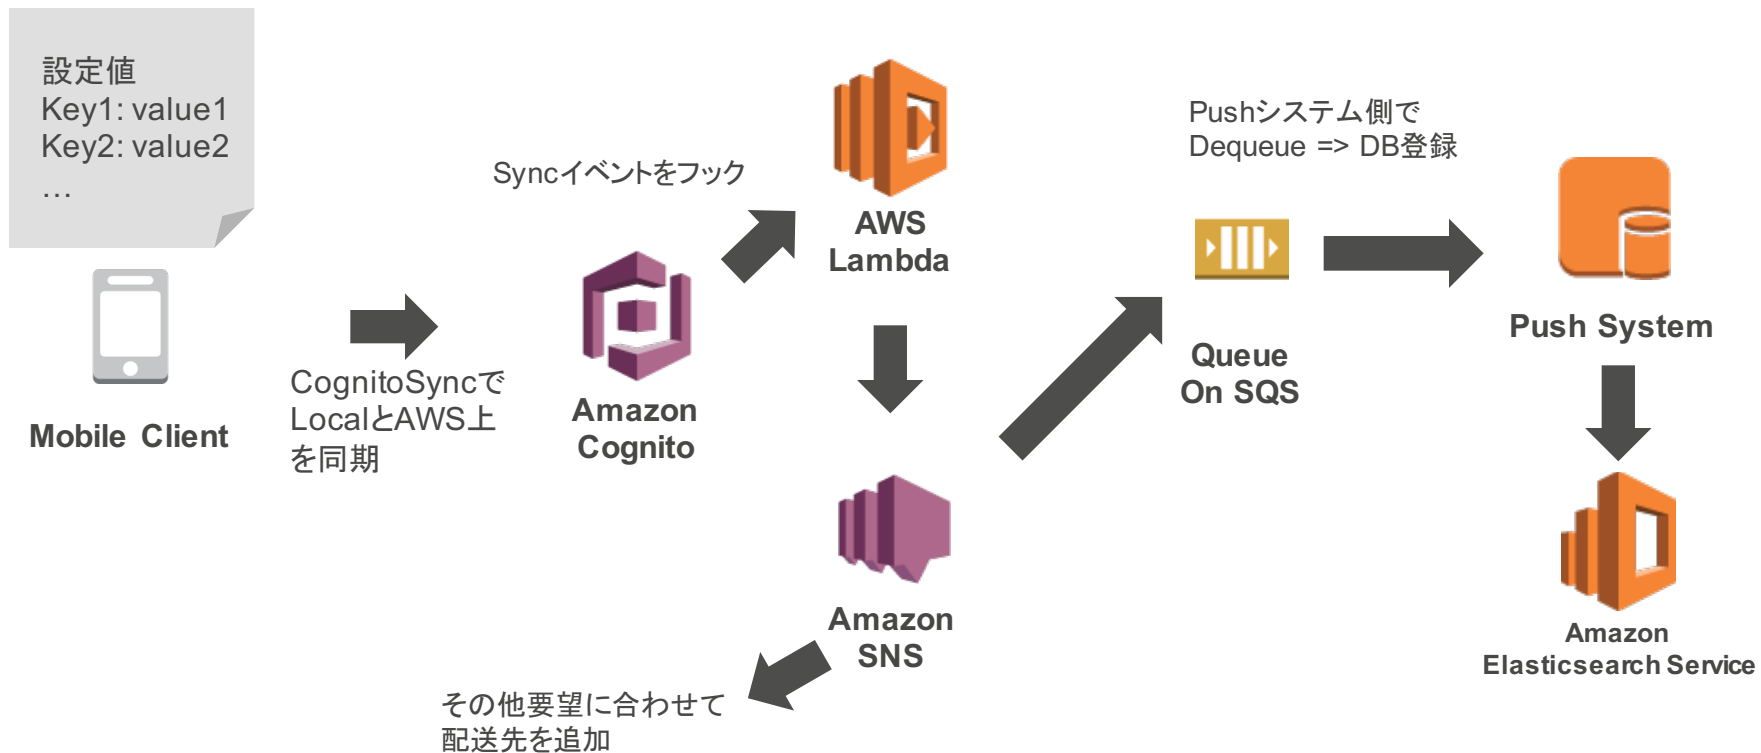 設定値
Key1: value1
Key2: value2
…
Mobile Client
CognitoSyncで
LocalとAWS上
を同期
Syncイベントをフック
Amazon
Cognito
AWS
Lambda
Amazon
SNS
その他要望に合わせて
配送先を追加
Pushシステム側で
Dequeue => DB登録
Queue
On SQS
Push System
Amazon
Elasticsearch Service